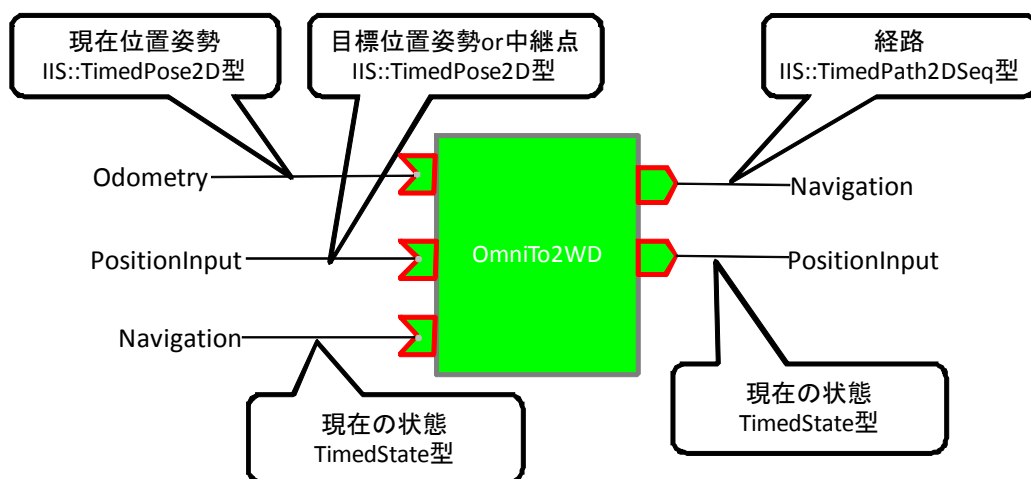 現在位置姿勢
IIS::TimedPose2D型
目標位置姿勢or中継点
IIS::TimedPose2D型
経路
IIS::TimedPath2DSeq型
Odometry
Navigation
PositionInput
OmniTo2WD
PositionInput
Navigation
現在の状態
TimedState型
現在の状態
TimedState型